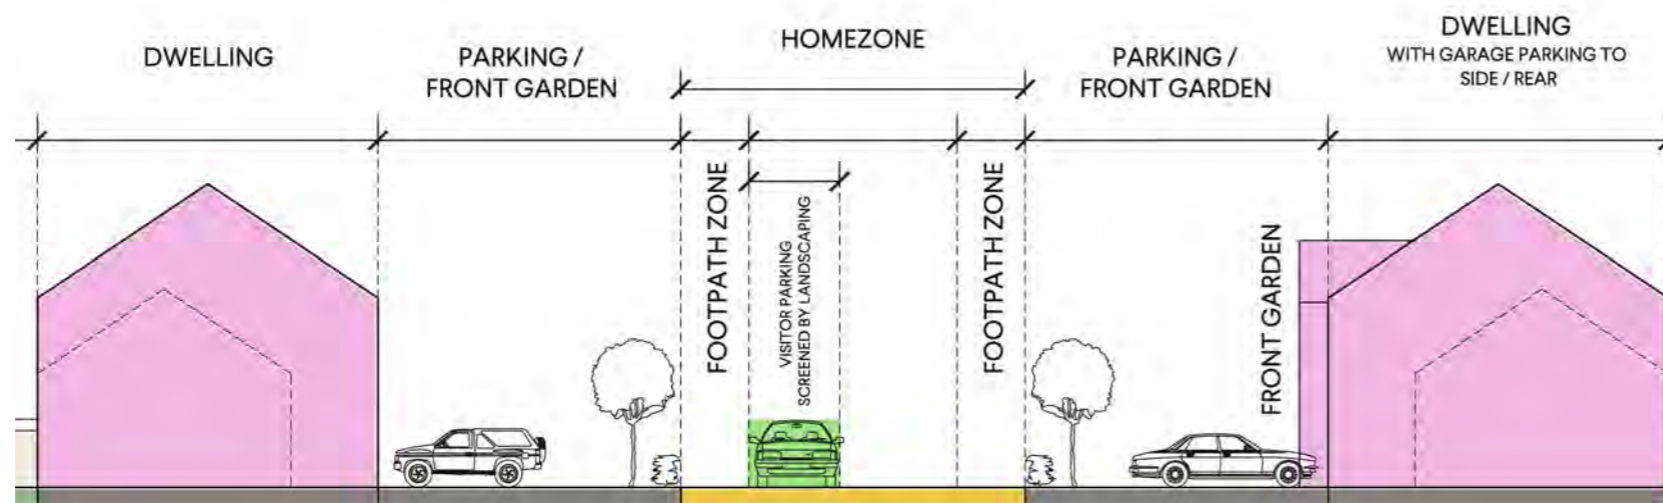 DWELLING
PARKING /
FRONT GARDEN
HOMEZONE
PARKING /
FRONT GARDEN
DWELLING
WITH GARAGE PARKING TO
SIDE / REAR
FOOTPATH ZONE
VISITOR PARKING
SCREENED BY LANDSCAPING
FOOTPATH ZONE
FRONT GARDEN